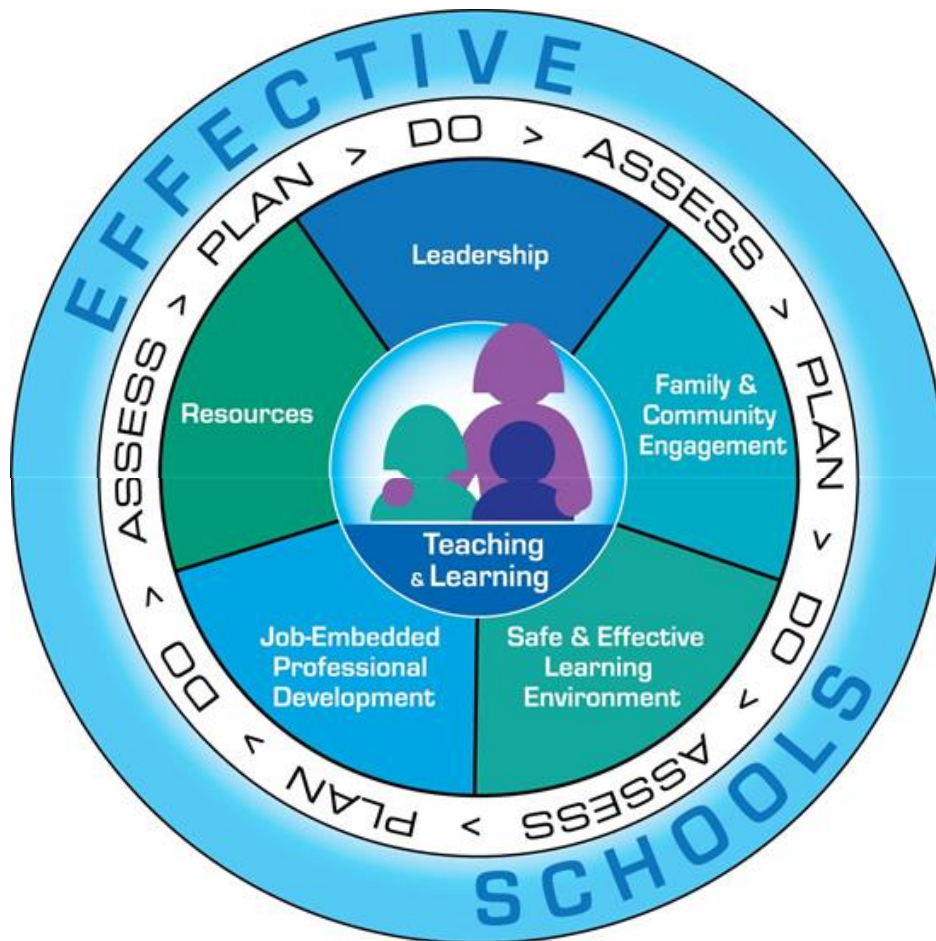 EFFECTIVE
SCHOOLS
PLAN > DO > ASSESS > PLAN > DO > ASSESS > PLAN > DO > ASSESS >
Leadership
Family &
Community
Engagement
Safe & Effective
Learning
Environment
Job-Embedded
Professional
Development
Resources
Teaching
& Learning